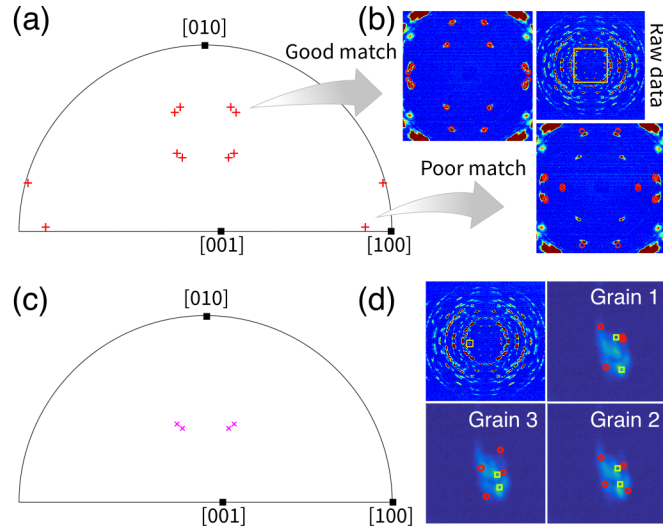 (a)
[010]
Good match
(b)
Raw data
Poor match
[001]
[100]
(c)
[010]
(d)
Grain 1
Grain 3
Grain 2
[001]
[100]